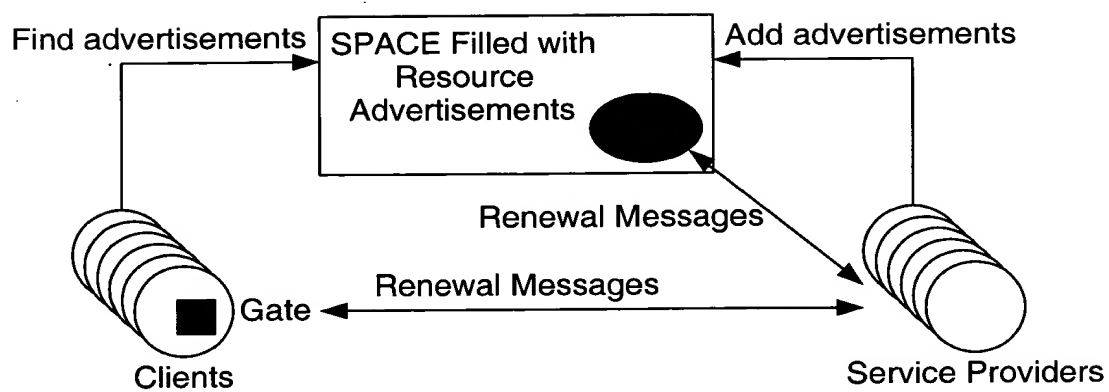 Find advertisements
SPACE Filled with
Resource
Advertisements
Add advertisements
Renewal Messages
Renewal Messages
Gate
Clients
Service Providers